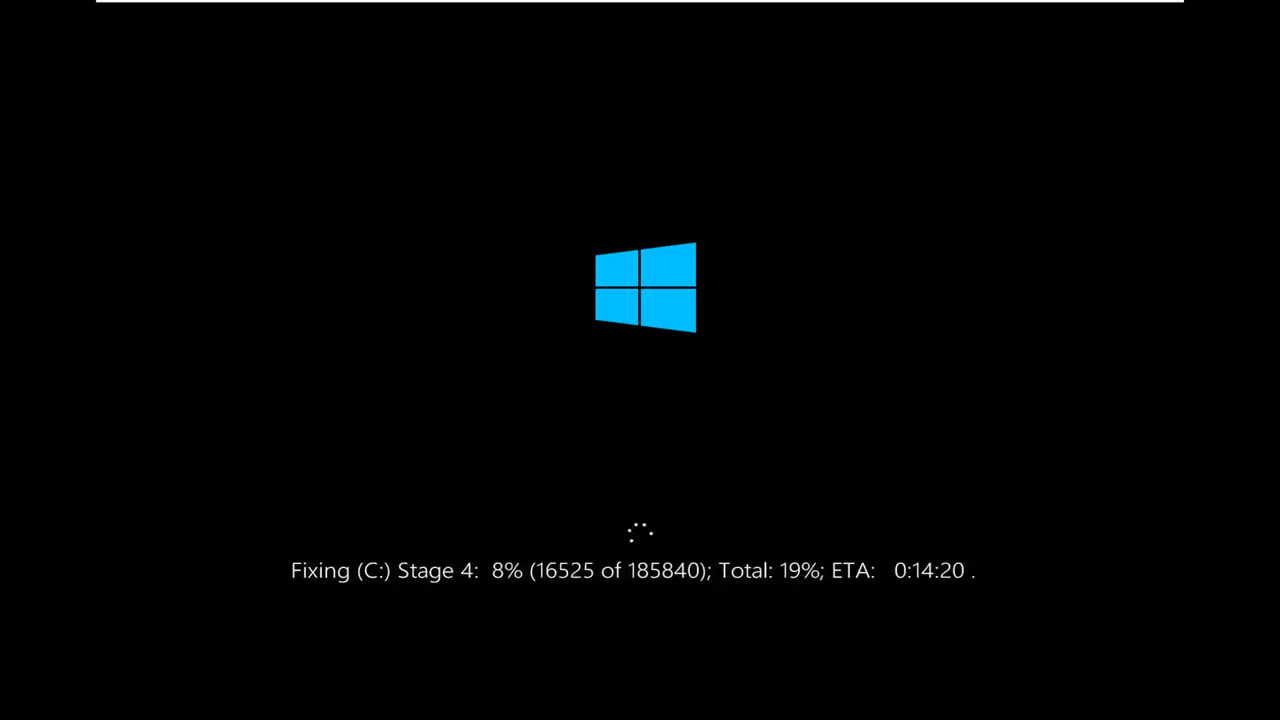 Fixing (C:) Stage 4:  8% (16525 of 185840); Total: 19%; ETA:   0:14:20 .